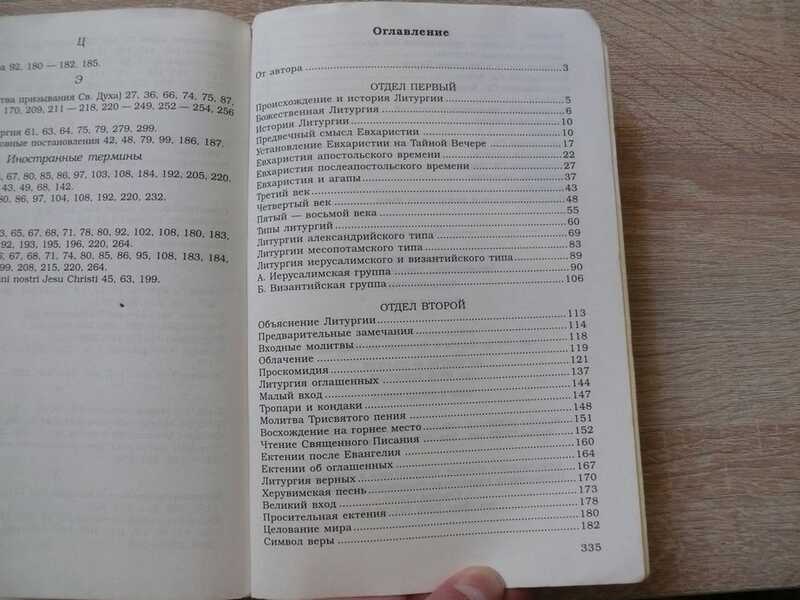 Ц
92, 180 — 182, 185.
Э
призывания Св. Духа) 27, 36, 66, 74, 75, 87,
170, 209, 211 — 218, 220 — 249, 252 — 254, 256
61, 63, 64, 75, 79, 279, 299.
постановления 42, 48, 79, 99, 186, 187.
Иностранные термины
67, 80, 85, 86, 97, 103, 108, 184, 192, 205, 220.
43, 49, 68, 142.
80, 86, 97, 104, 108, 192, 220, 232.
65, 67, 68, 71, 78, 80, 92, 102, 108, 180, 183,
192, 193, 195, 196, 220, 264.
67, 68, 71, 74, 80, 85, 86, 95, 108, 183, 184,
199, 208, 215, 220, 264.
nostri Jesu Christi 45, 63, 199.
Оглавление
От автора 3
ОТДЕЛ ПЕРВЫЙ
Происхождение и история Литургии 5
Божественная Литургия 6
История Литургии 10
Предвечный смысл Евхаристии 10
Установление Евхаристии на Тайной Вечере 17
Евхаристия апостольского времени 22
Евхаристия послеапостольского времени 27
Евхаристия и агапы 37
Третий век 43
Четвертый век 48
Пятый — восьмой века 55
Типы литургий 60
Литургии александрийского типа 69
Литургии месопотамского типа 83
Литургия иерусалимского и византийского типа 89
А. Иерусалимская группа 90
Б. Византийская группа 106
ОТДЕЛ ВТОРОЙ
Объяснение Литургии 113
Предварительные замечания 114
Входные молитвы 118
Облачение 119
Проскомидия 121
Литургия оглашенных 137
Малый вход 144
Тропари и кондаки 147
Молитва Трисвятого пения 148
Восхождение на горнее место 151
Чтение Священного Писания 152
Ектении после Евангелия 160
Ектении об оглашенных 164
Литургия верных 167
Херувимская песнь 170
Великий вход 173
Просительная ектения 178
Целование мира 180
Символ веры 182
335